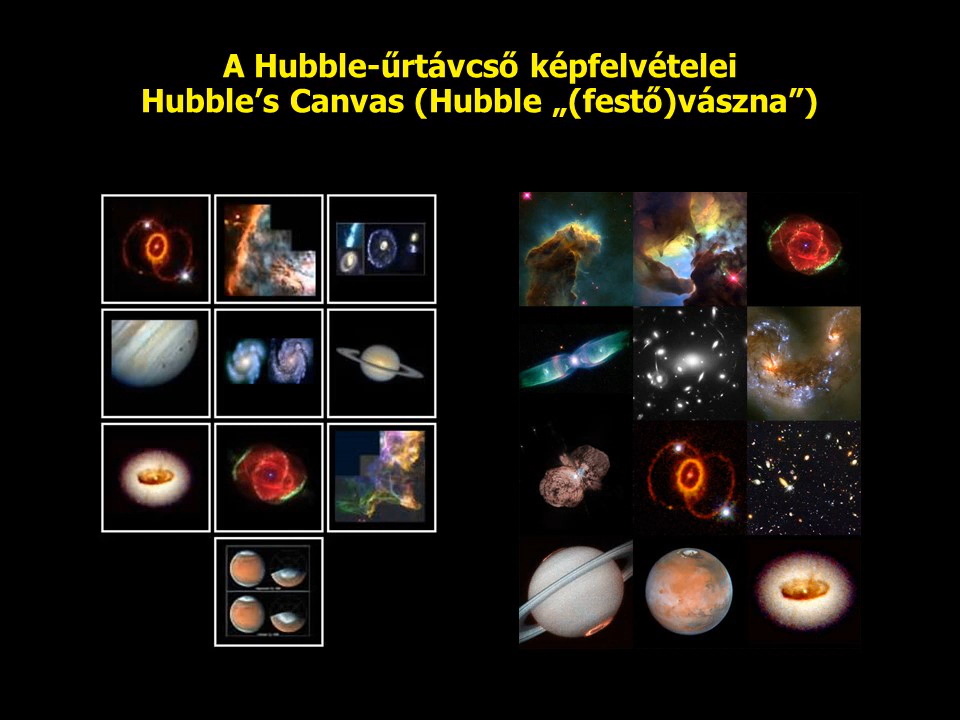 A Hubble-űrtávcső képfelvételei
Hubble’s Canvas (Hubble „(festő)vászna”)